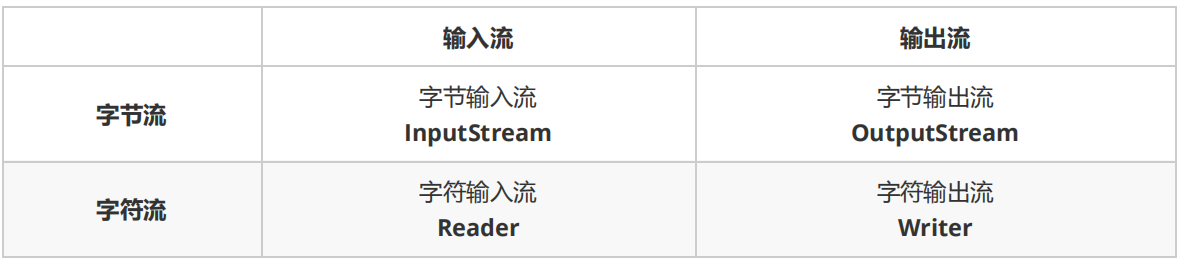 输入流
输出流
字节流
字节输入流
InputStream
字节输出流
OutputStream
字符流
字符输入流
Reader
字符输出流
Writer